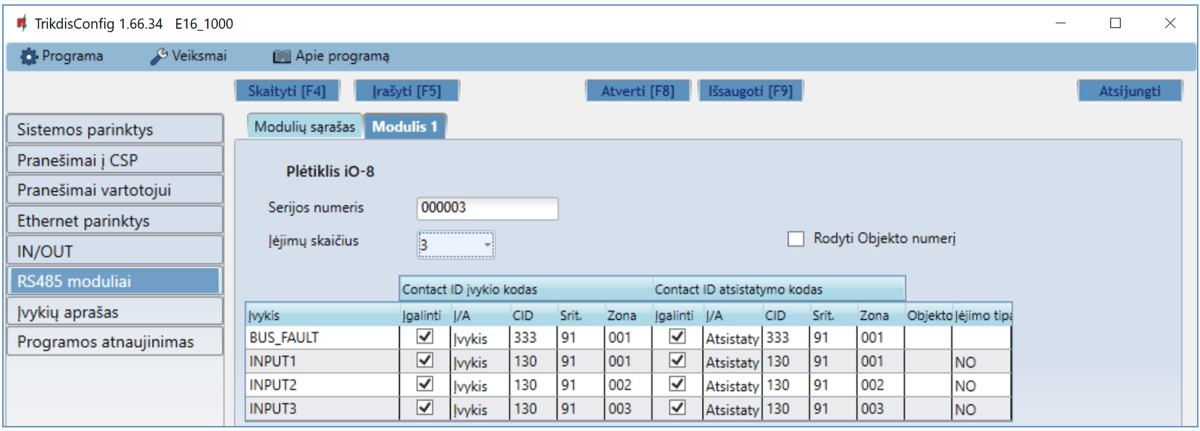 TrikdisConfig 1.66.34 E16_1000
Programa Veiksmai Apie programą
Skaityti [F4] Įrašyti [F5] Atverti [F8] Išsaugoti [F9] Atsijungti
Sistemos parinktys
Pranešimai į CSP
Pranešimai vartotojui
Ethernet parinktys
IN/OUT
RS485 moduliai
Įvykių aprašas
Programos atnaujinimas
Modulių sąrašas Modulis 1
Plėtiklis iO-8
Serijos numeris 000003
Įėjimų skaičius 3 Rodyti Objekto numerį
Contact ID įvykio kodas Contact ID atsistatymo kodas
Įvykis Įgalinti Į/A CID Srit. Zona Įgalinti Į/A CID Srit. Zona Objekto Įėjimo tipa
BUS_FAULT Įvykis 333 91 001 Atsistaty 333 91 001
INPUT1 Įvykis 130 91 001 Atsistaty 130 91 001 NO
INPUT2 Įvykis 130 91 002 Atsistaty 130 91 002 NO
INPUT3 Įvykis 130 91 003 Atsistaty 130 91 003 NO